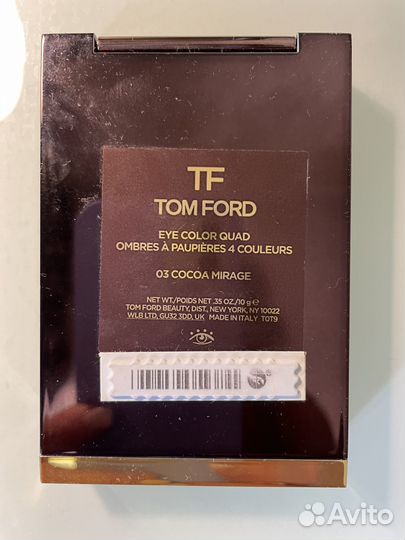 TF
TOM FORD
EYE COLOR QUAD
OMBRES À PAUPIÈRES 4 COULEURS
03 COCOA MIRAGE
NET WT./POIDS NET .35 OZ./10 g e
TOM FORD BEAUTY, DIST., NEW YORK, NY 10022
WLB LTD, GU32 3DD, UK MADE IN ITALY T0T9
Avito